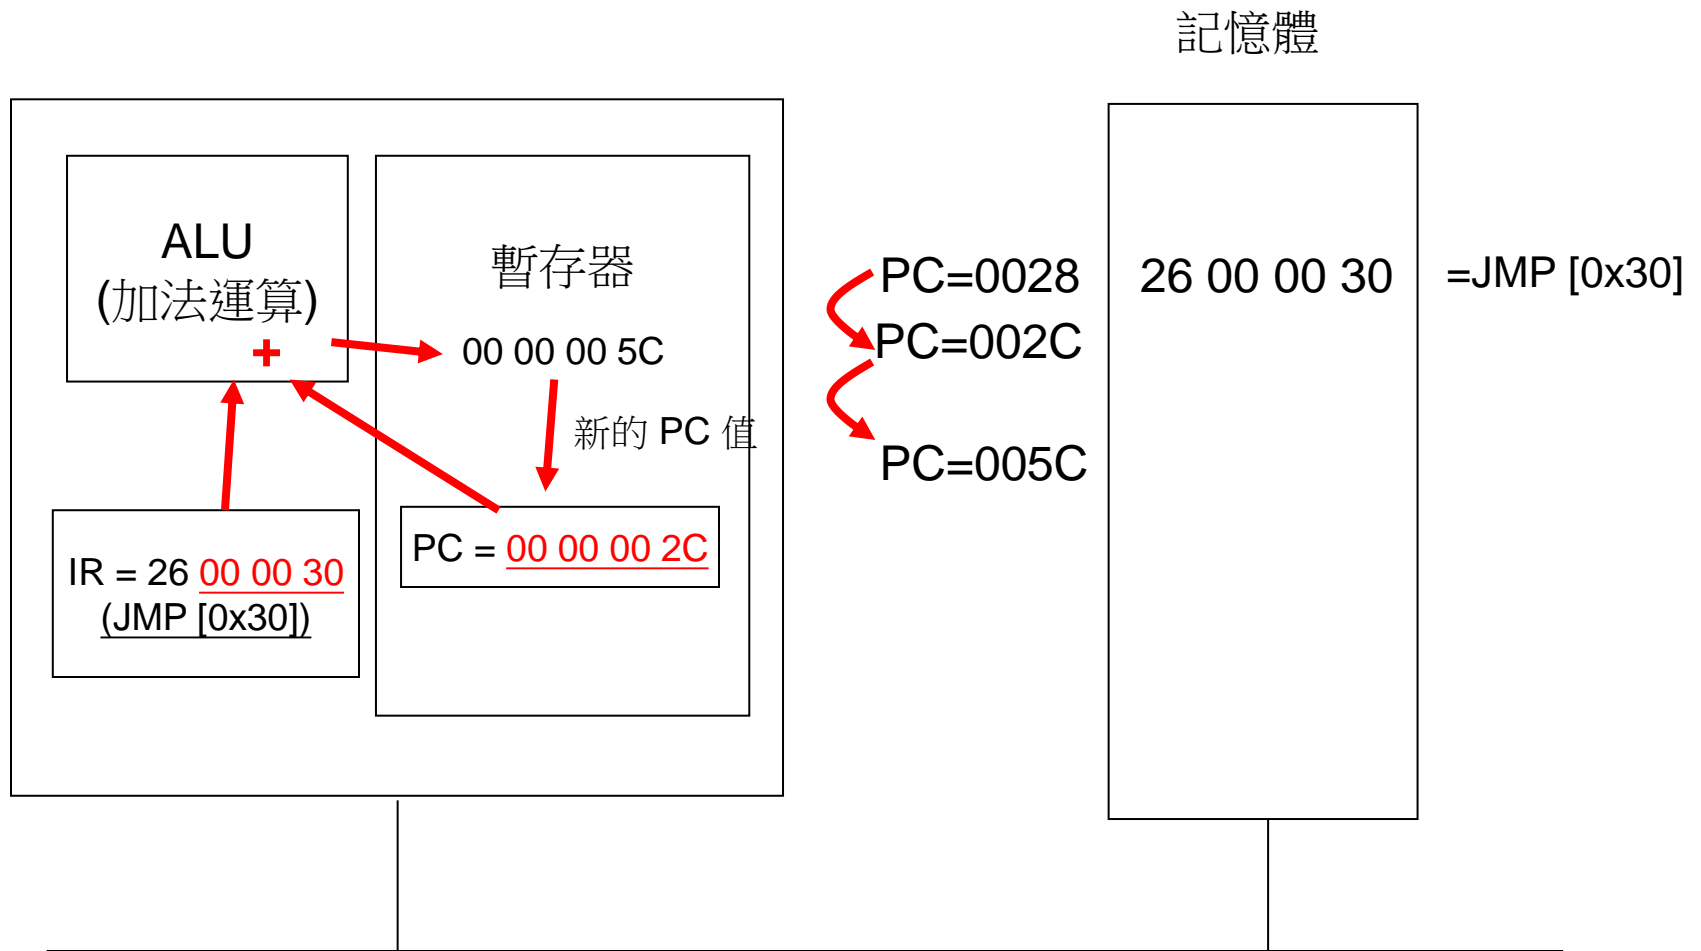 記憶體
ALU
(加法運算)
+
暫存器
00 00 00 5C
新的 PC 值
PC = 00 00 00 2C
IR = 26 00 00 30
(JMP [0x30])
PC=0028
PC=002C
PC=005C
26 00 00 30
=JMP [0x30]